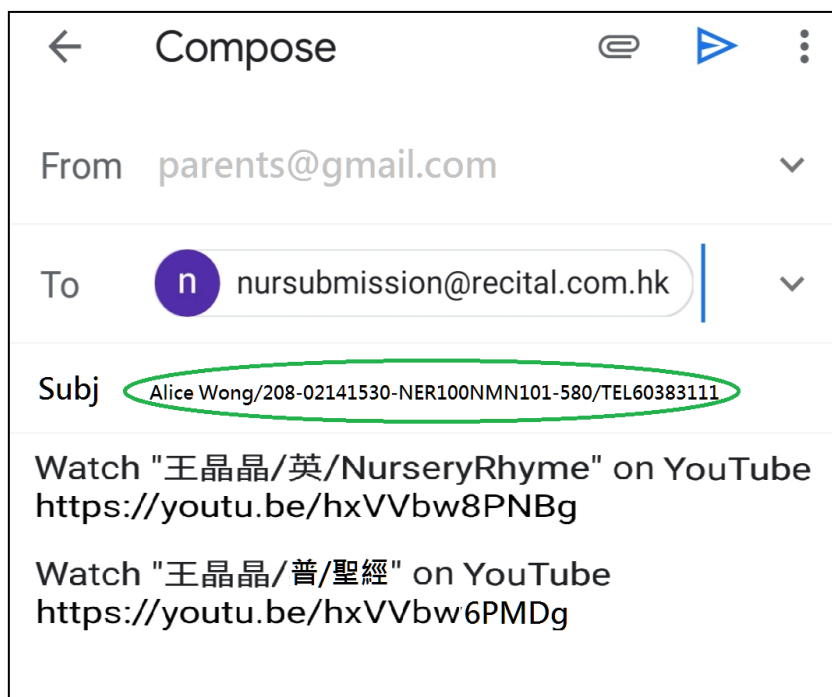 Compose
From parents@gmail.com
To n nursubmission@recital.com.hk
Subj Alice Wong/208-02141530-NER100NMN101-580/TEL60383111
Watch "王晶晶/英/NurseryRhyme" on YouTube
https://youtu.be/hxVVbw8PNBg
Watch "王晶晶/普/聖經" on YouTube
https://youtu.be/hxVVbw6PMDg